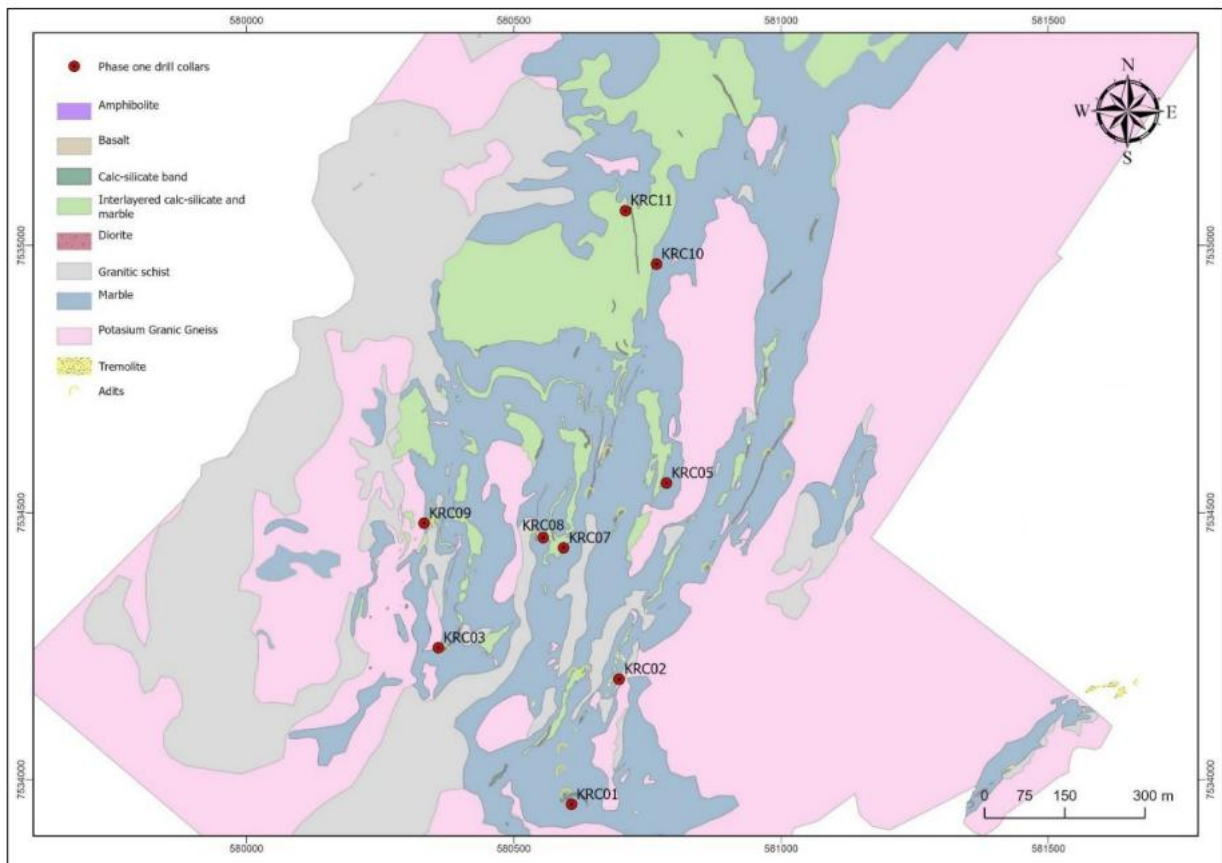 580000
580500
581000
581500
Phase one drill collars
Amphibolite
Basalt
Calc-silicate band
Interlayered calc-silicate and
marble
Diorite
Granitic schist
Marble
Potasium Granic Gneiss
Tremolite
Adits
N
W
E
S
7535000
7535000
7534500
7534500
7534000
7534000
KRC11
KRC10
KRC05
KRC09
KRC08
KRC07
KRC03
KRC02
KRC01
0 75 150 300 m
580000
580500
581000
581500